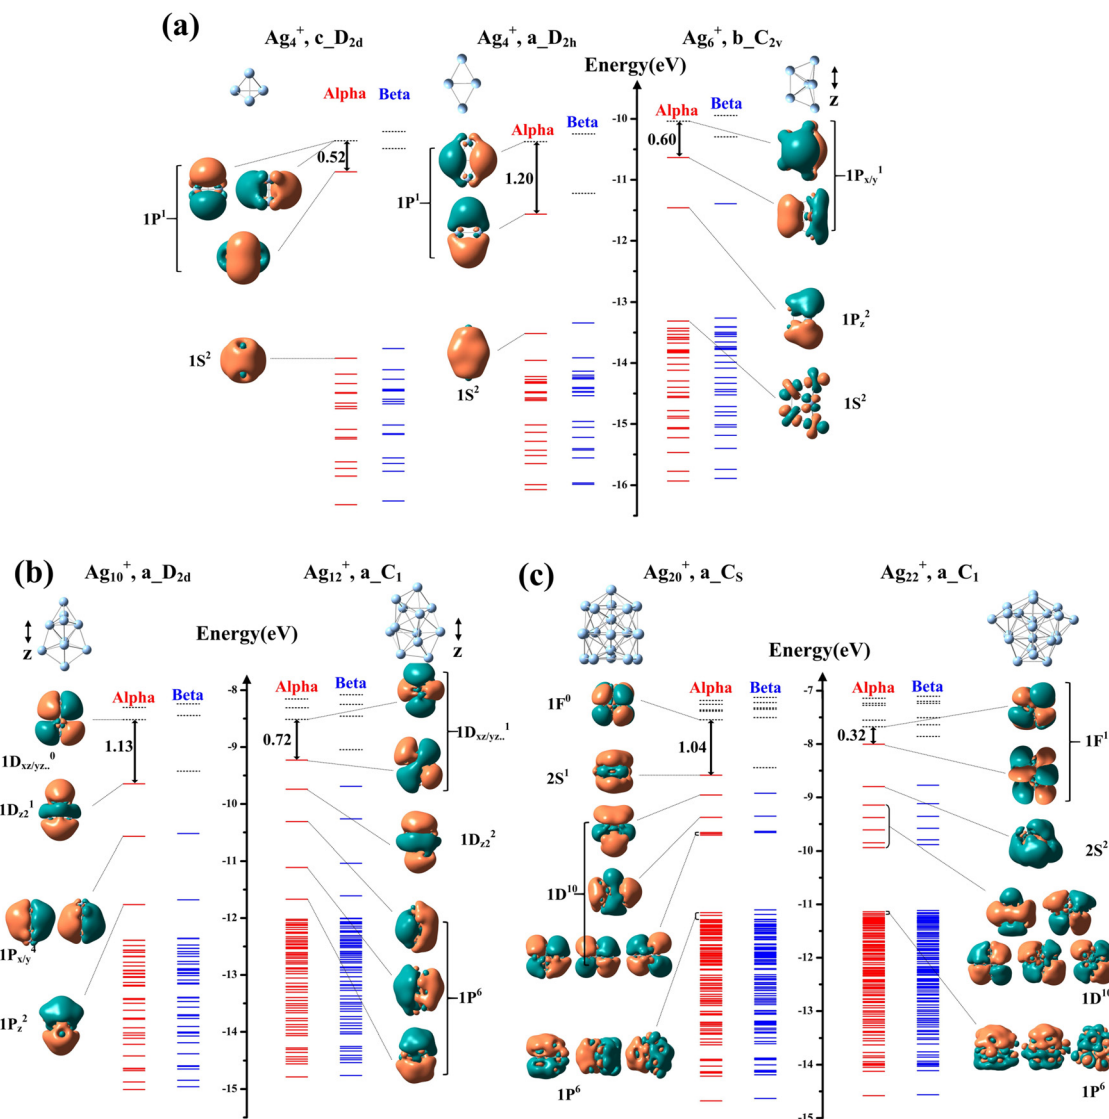 (a)
Ag4+, c_D2d
Ag4+, a_D2h
Ag6+, b_C2v
Energy(eV)
z
Alpha
Beta
Alpha
Beta
Alpha
Beta
-10
-11
-12
-13
-14
-15
-16
0.52
1.20
0.60
1P1
1P1
1Px/y1
1Pz2
1S2
1S2
1S2
(b)
Ag10+, a_D2d
Ag12+, a_C1
z
Energy(eV)
z
Alpha
Beta
Alpha
Beta
-8
-9
-10
-11
-12
-13
-14
-15
1.13
0.72
1Dxz/yz..0
1Dz22
1Dz21
1Dxz/yz..1
1Px/y4
1Pz2
1P6
(c)
Ag20+, a_CS
Ag22+, a_C1
Energy(eV)
Alpha
Beta
Alpha
Beta
-7
-8
-9
-10
-11
-12
-13
-14
-15
1.04
0.32
1F0
2S1
1D10
1P6
1F1
2S2
1D10
1P6